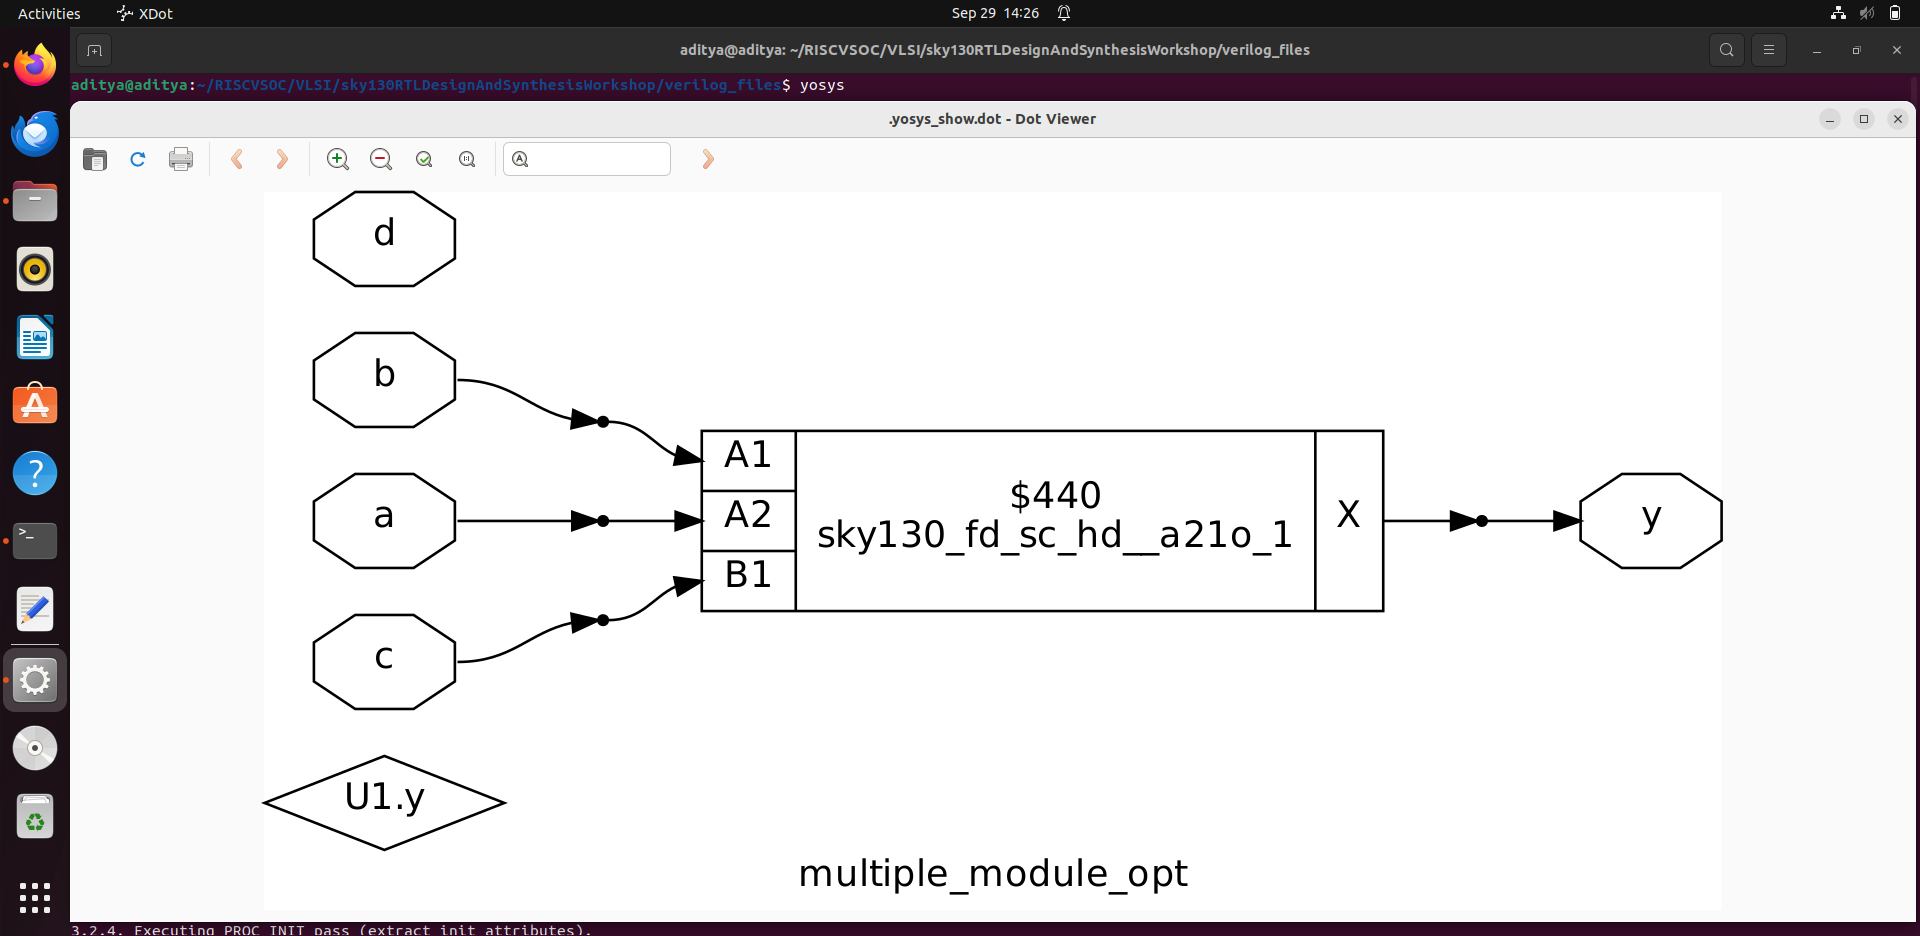 Activities XDot Sep 29 14:26
aditya@aditya: ~/RISCVSOC/VLSI/sky130RTLDesignAndSynthesisWorkshop/verilog_files
aditya@aditya:~/RISCVSOC/VLSI/sky130RTLDesignAndSynthesisWorkshop/verilog_files$ yosys
.yosys_show.dot - Dot Viewer
d
b
a
c
U1.y
A1
A2
B1
$440
sky130_fd_sc_hd__a21o_1
X
y
multiple_module_opt
3.2.4. Executing PROC_INIT pass (extract init attributes).